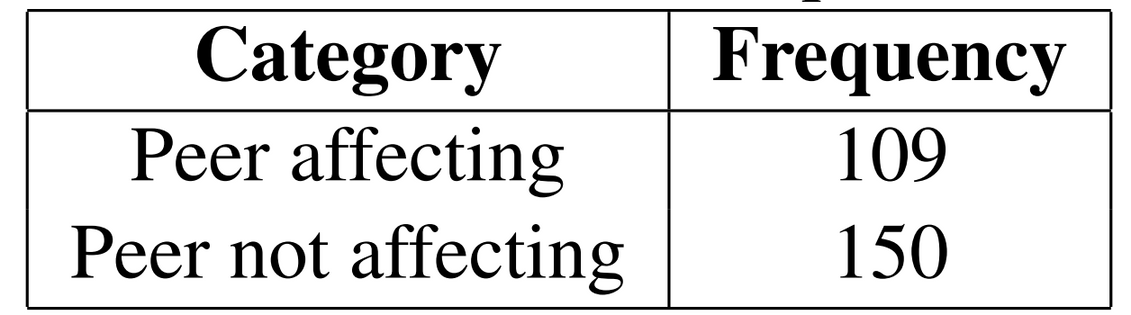 Category Frequency
Peer affecting 109
Peer not affecting 150